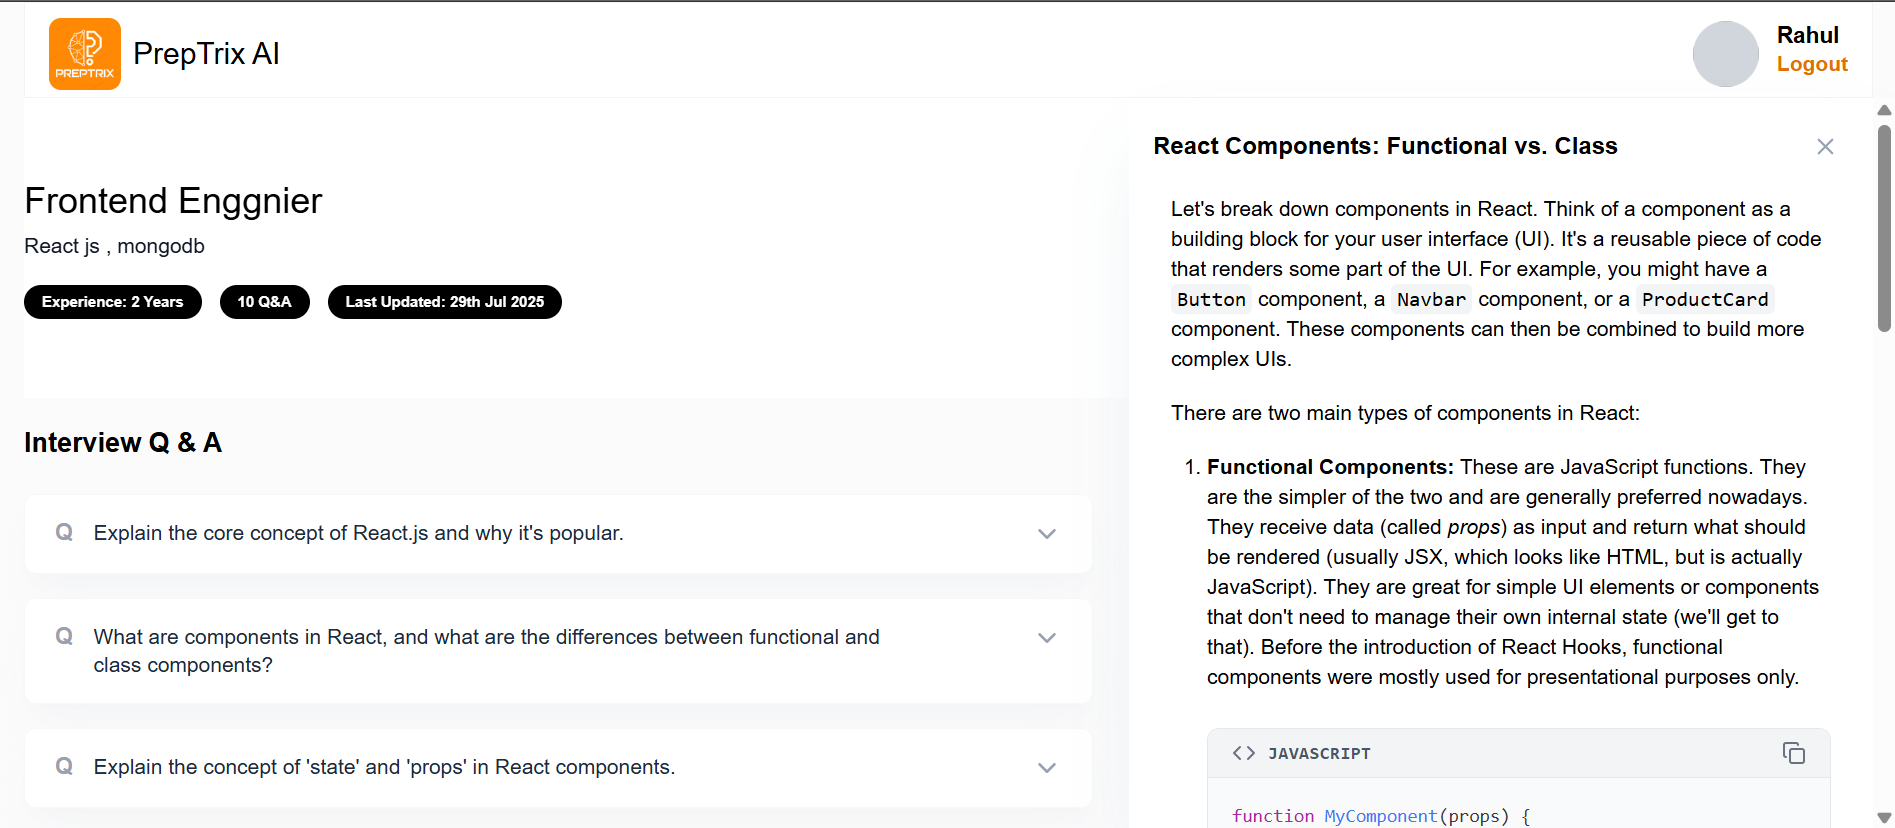 PREPTRIX
PrepTrix AI
Rahul
Logout
Frontend Enggnier
React js , mongodb
Experience: 2 Years
10 Q&A
Last Updated: 29th Jul 2025
Interview Q & A
Q Explain the core concept of React.js and why it's popular.
Q What are components in React, and what are the differences between functional and
class components?
Q Explain the concept of 'state' and 'props' in React components.
React Components: Functional vs. Class
Let's break down components in React. Think of a component as a
building block for your user interface (UI). It's a reusable piece of code
that renders some part of the UI. For example, you might have a
Button component, a Navbar component, or a ProductCard
component. These components can then be combined to build more
complex UIs.
There are two main types of components in React:
1. Functional Components: These are JavaScript functions. They
are the simpler of the two and are generally preferred nowadays.
They receive data (called props) as input and return what should
be rendered (usually JSX, which looks like HTML, but is actually
JavaScript). They are great for simple UI elements or components
that don't need to manage their own internal state (we'll get to
that). Before the introduction of React Hooks, functional
components were mostly used for presentational purposes only.
<> JAVASCRIPT
function MyComponent(props) {